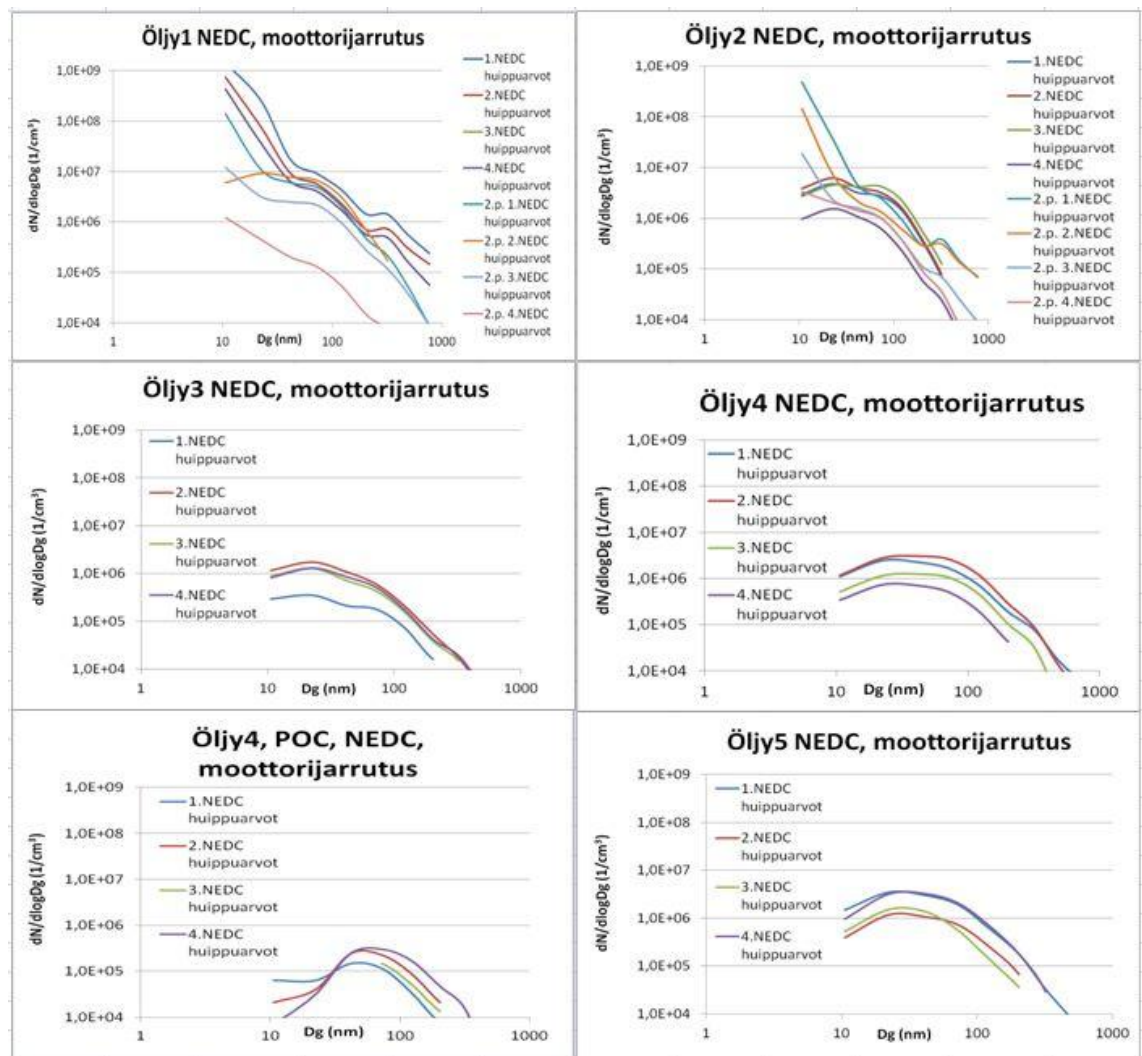 Öljy1 NEDC, moottorijarrutus
dN/dlogDg (1/cm³)
1,0E+09
1,0E+08
1,0E+07
1,0E+06
1,0E+05
1,0E+04
1
10
100
1000
Dg (nm)
1.NEDC
huippuarvot
2.NEDC
huippuarvot
3.NEDC
huippuarvot
4.NEDC
huippuarvot
2.p. 1.NEDC
huippuarvot
2.p. 2.NEDC
huippuarvot
2.p. 3.NEDC
huippuarvot
2.p. 4.NEDC
huippuarvot
Öljy2 NEDC, moottorijarrutus
dN/dlogDg (1/cm³)
1,0E+09
1,0E+08
1,0E+07
1,0E+06
1,0E+05
1,0E+04
1
10
100
1000
Dg (nm)
1.NEDC
huippuarvot
2.NEDC
huippuarvot
3.NEDC
huippuarvot
4.NEDC
huippuarvot
2.p. 1.NEDC
huippuarvot
2.p. 2.NEDC
huippuarvot
2.p. 3.NEDC
huippuarvot
2.p. 4.NEDC
huippuarvot
Öljy3 NEDC, moottorijarrutus
dN/dlogDg (1/cm³)
1,0E+09
1,0E+08
1,0E+07
1,0E+06
1,0E+05
1,0E+04
1
10
100
1000
Dg (nm)
1.NEDC
huippuarvot
2.NEDC
huippuarvot
3.NEDC
huippuarvot
4.NEDC
huippuarvot
Öljy4 NEDC, moottorijarrutus
dN/dlogDg (1/cm³)
1,0E+09
1,0E+08
1,0E+07
1,0E+06
1,0E+05
1,0E+04
1
10
100
1000
Dg (nm)
1.NEDC
huippuarvot
2.NEDC
huippuarvot
3.NEDC
huippuarvot
4.NEDC
huippuarvot
Öljy4, POC, NEDC,
moottorijarrutus
dN/dlogDg (1/cm³)
1,0E+09
1,0E+08
1,0E+07
1,0E+06
1,0E+05
1,0E+04
1
10
100
1000
Dg (nm)
1.NEDC
huippuarvot
2.NEDC
huippuarvot
3.NEDC
huippuarvot
4.NEDC
huippuarvot
Öljy5 NEDC, moottorijarrutus
dN/dlogDg (1/cm³)
1,0E+09
1,0E+08
1,0E+07
1,0E+06
1,0E+05
1,0E+04
1
10
100
1000
Dg (nm)
1.NEDC
huippuarvot
2.NEDC
huippuarvot
3.NEDC
huippuarvot
4.NEDC
huippuarvot